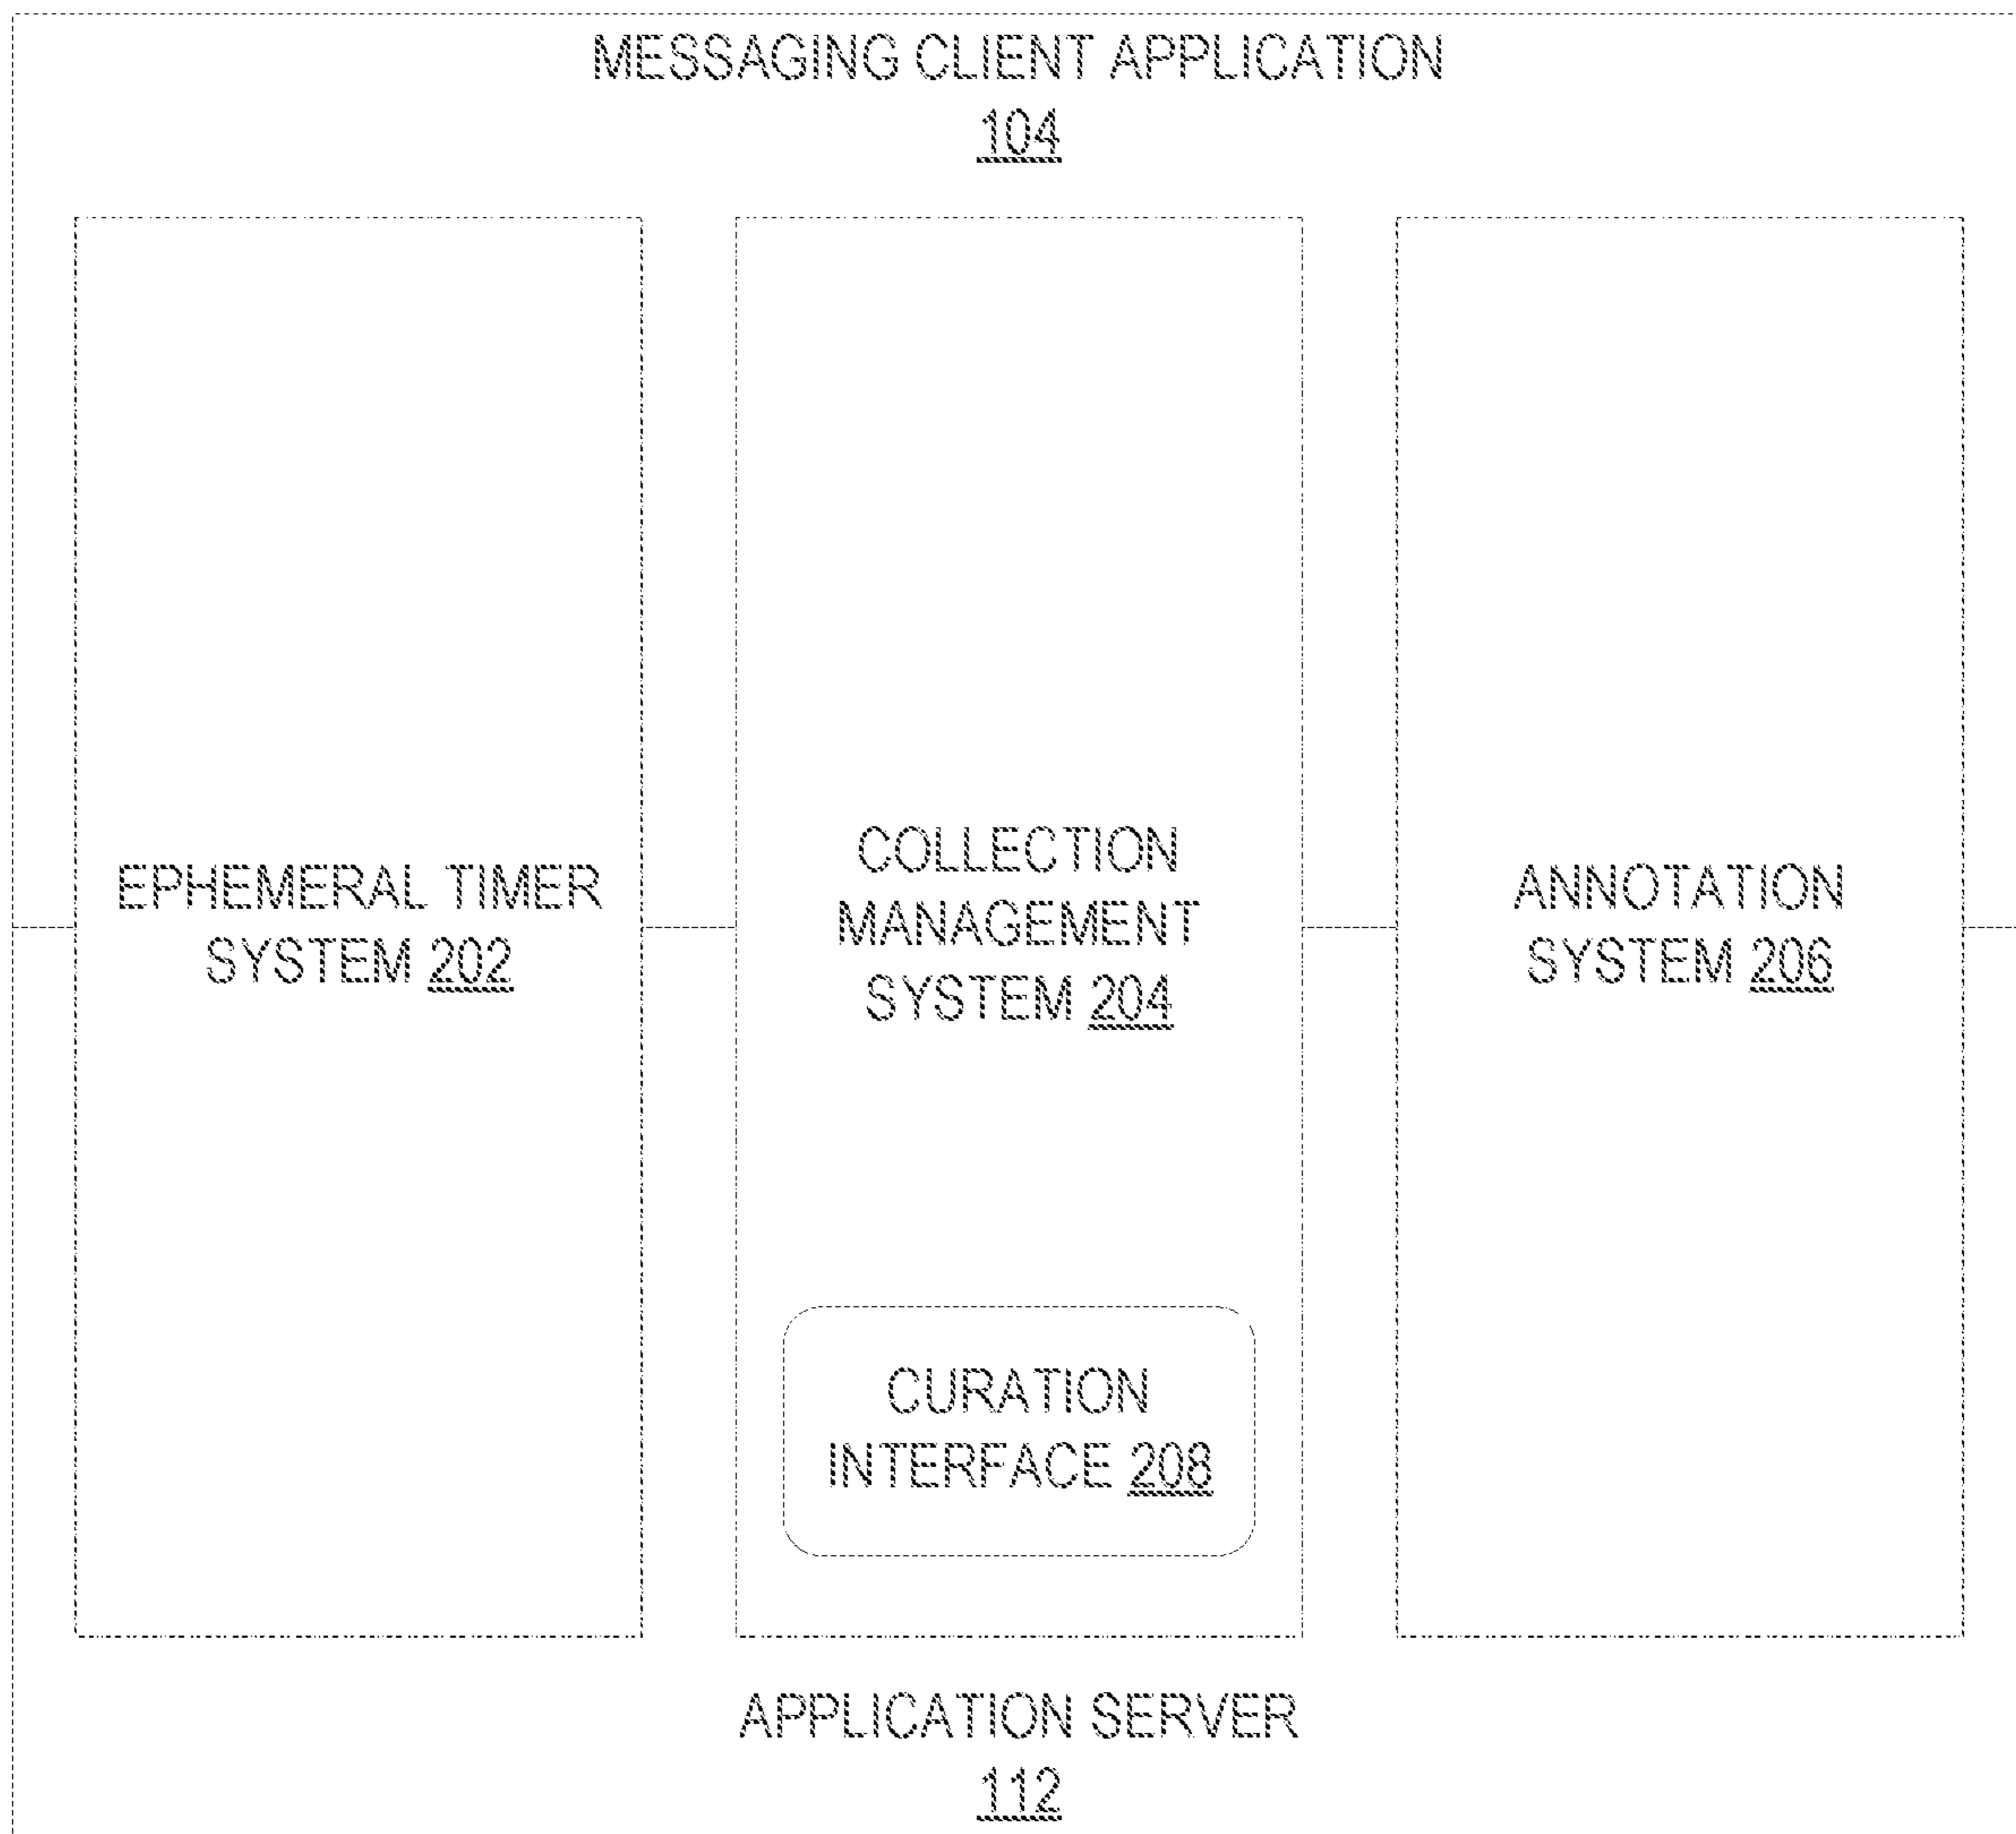 MESSAGING CLIENT APPLICATION
104
EPHEMERAL TIMER
SYSTEM 202
COLLECTION
MANAGEMENT
SYSTEM 204
CURATION
INTERFACE 208
ANNOTATION
SYSTEM 206
APPLICATION SERVER
112